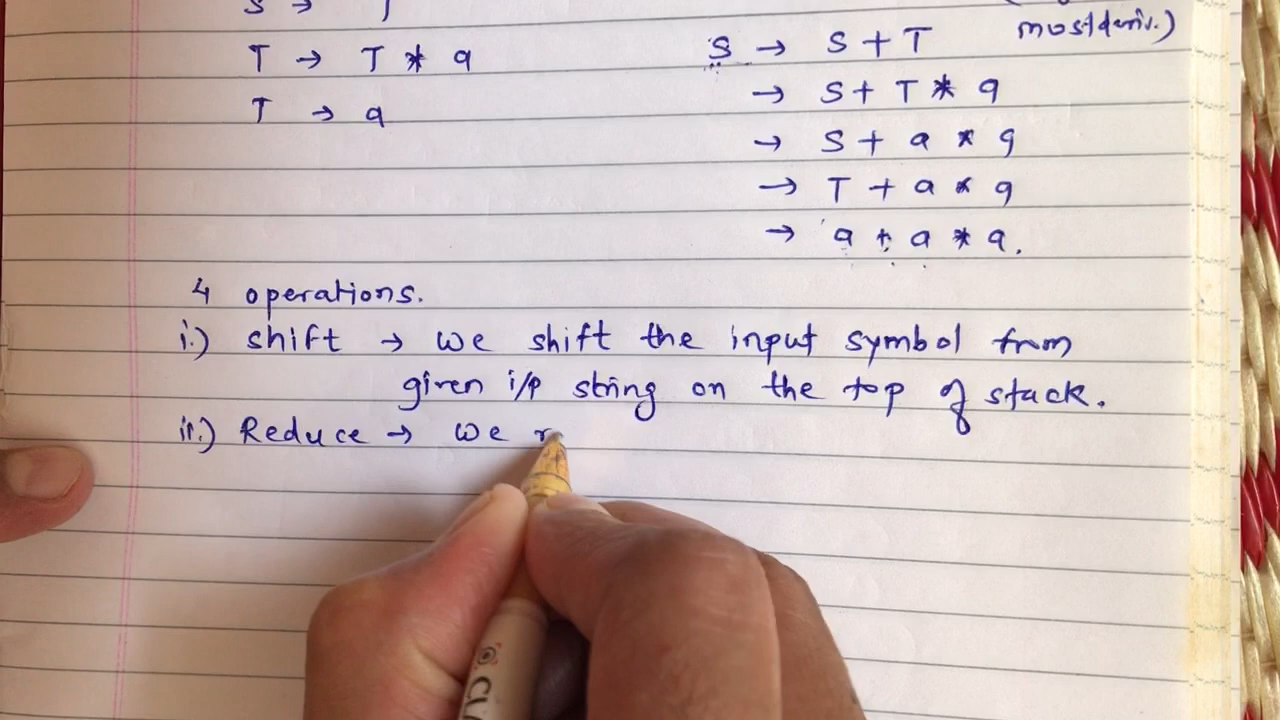 S →
T → T * a
T → a
mostderiv.)
S → S + T
→ S + T * a
→ S + a * a
→ T + a * a
→ a + a * a.
4 operations.
i.) shift → we shift the input symbol from
given i/p string on the top of stack.
ii.) Reduce → we r